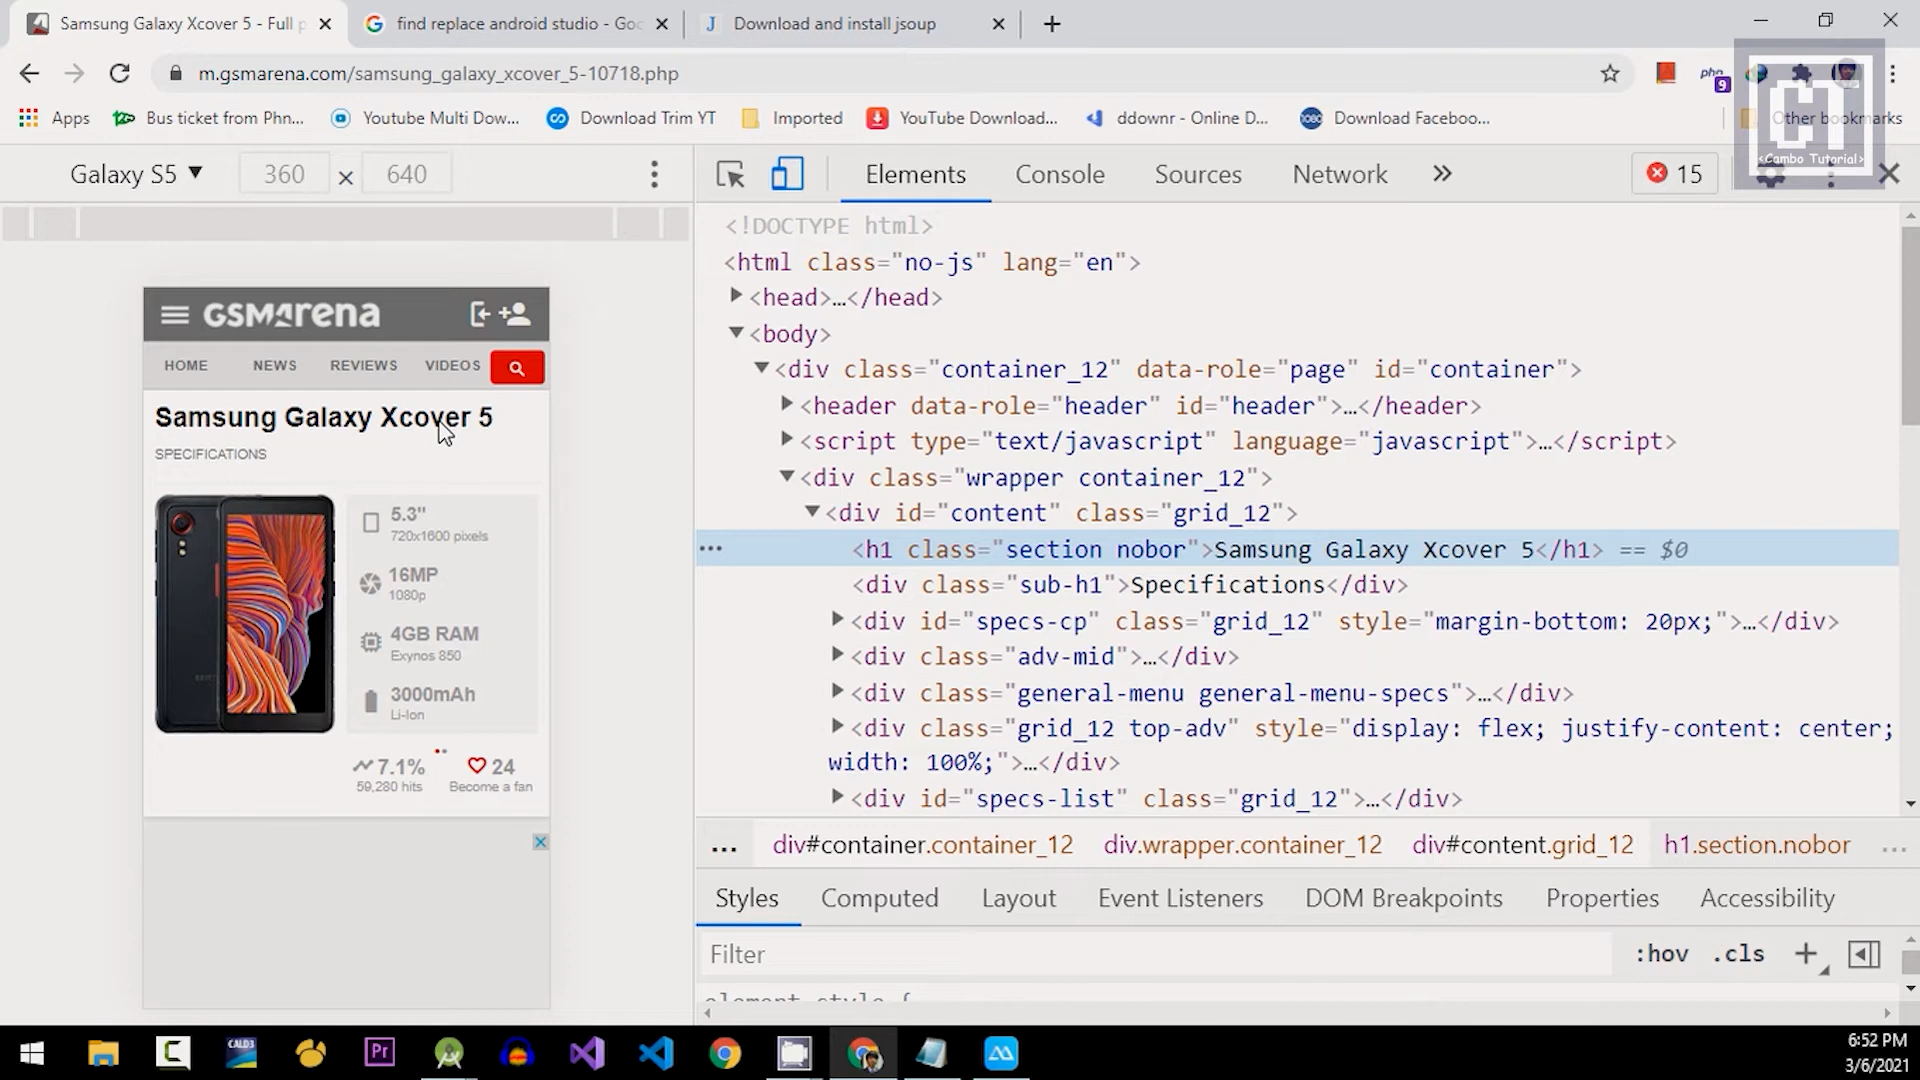 Samsung Galaxy Xcover 5 - Full p
find replace android studio - Goo
Download and install jsoup
m.gsmarena.com/samsung_galaxy_xcover_5-10718.php
php
9
Apps
Bus ticket from Phn...
Youtube Multi Dow...
Download Trim YT
Imported
YouTube Download...
ddownr - Online D...
Download Faceboo...
Other bookmarks
CT
<Cambo Tutorial>
Galaxy S5
360 × 640
Elements
Console
Sources
Network
15
GSMArena
HOME
NEWS
REVIEWS
VIDEOS
Samsung Galaxy Xcover 5
SPECIFICATIONS
5.3"
720x1600 pixels
16MP
1080p
4GB RAM
Exynos 850
3000mAh
Li-Ion
7.1%
59,280 hits
24
Become a fan
<!DOCTYPE html>
<html class="no-js" lang="en">
<head>…</head>
<body>
<div class="container_12" data-role="page" id="container">
<header data-role="header" id="header">…</header>
<script type="text/javascript" language="javascript">…</script>
<div class="wrapper container_12">
<div id="content" class="grid_12">
<h1 class="section nobor">Samsung Galaxy Xcover 5</h1> == $0
<div class="sub-h1">Specifications</div>
<div id="specs-cp" class="grid_12" style="margin-bottom: 20px;">…</div>
<div class="adv-mid">…</div>
<div class="general-menu general-menu-specs">…</div>
<div class="grid_12 top-adv" style="display: flex; justify-content: center;
width: 100%;">…</div>
<div id="specs-list" class="grid_12">…</div>
... div#container.container_12 div.wrapper.container_12 div#content.grid_12 h1.section.nobor ...
Styles
Computed
Layout
Event Listeners
DOM Breakpoints
Properties
Accessibility
Filter
:hov .cls +
element.style {
CALD3
Pr
6:52 PM
3/6/2021